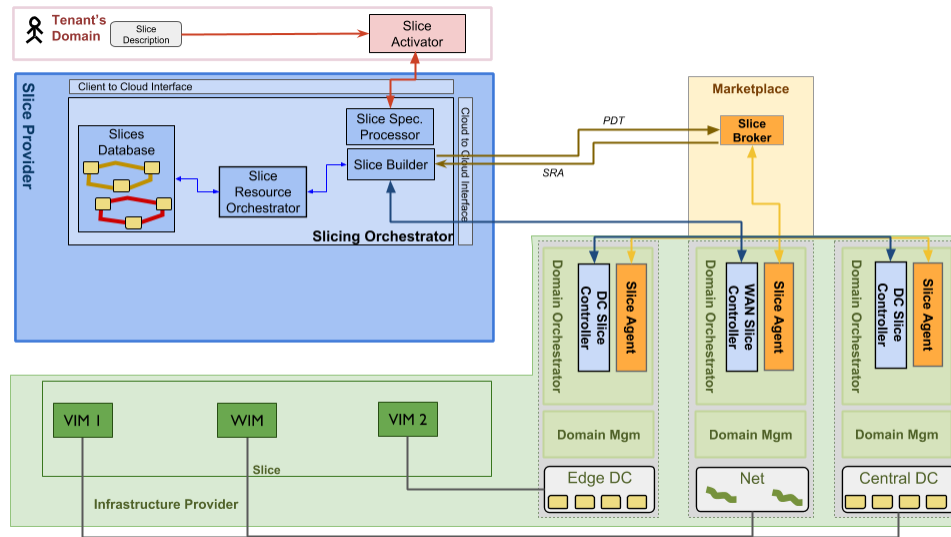 Tenant's
Domain
Slice
Description
Slice
Activator
Slice Provider
Client to Cloud Interface
Cloud to Cloud Interface
Slices
Database
Slice
Resource
Orchestrator
Slice Spec.
Processor
Slice Builder
Slicing Orchestrator
PDT
SRA
Marketplace
Slice
Broker
Domain Orchestrator
DC Slice
Controller
Slice Agent
Domain Orchestrator
WAN Slice
Controller
Slice Agent
Domain Orchestrator
DC Slice
Controller
Slice Agent
Domain Mgm
Domain Mgm
Domain Mgm
VIM 1
WIM
VIM 2
Slice
Infrastructure Provider
Edge DC
Net
Central DC